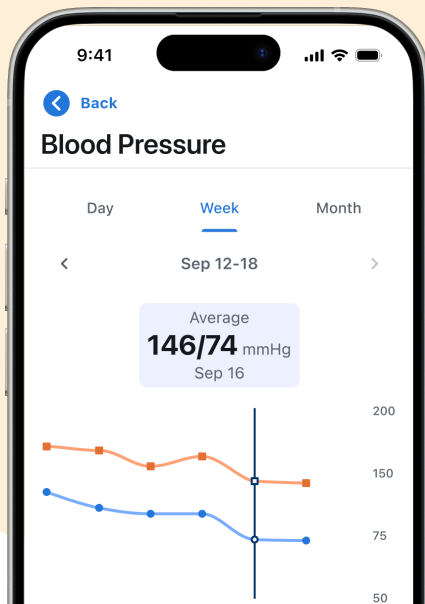 9:41
Back
Blood Pressure
Day Week Month
Sep 12-18
Average
146/74 mmHg
Sep 16
200
150
75
50